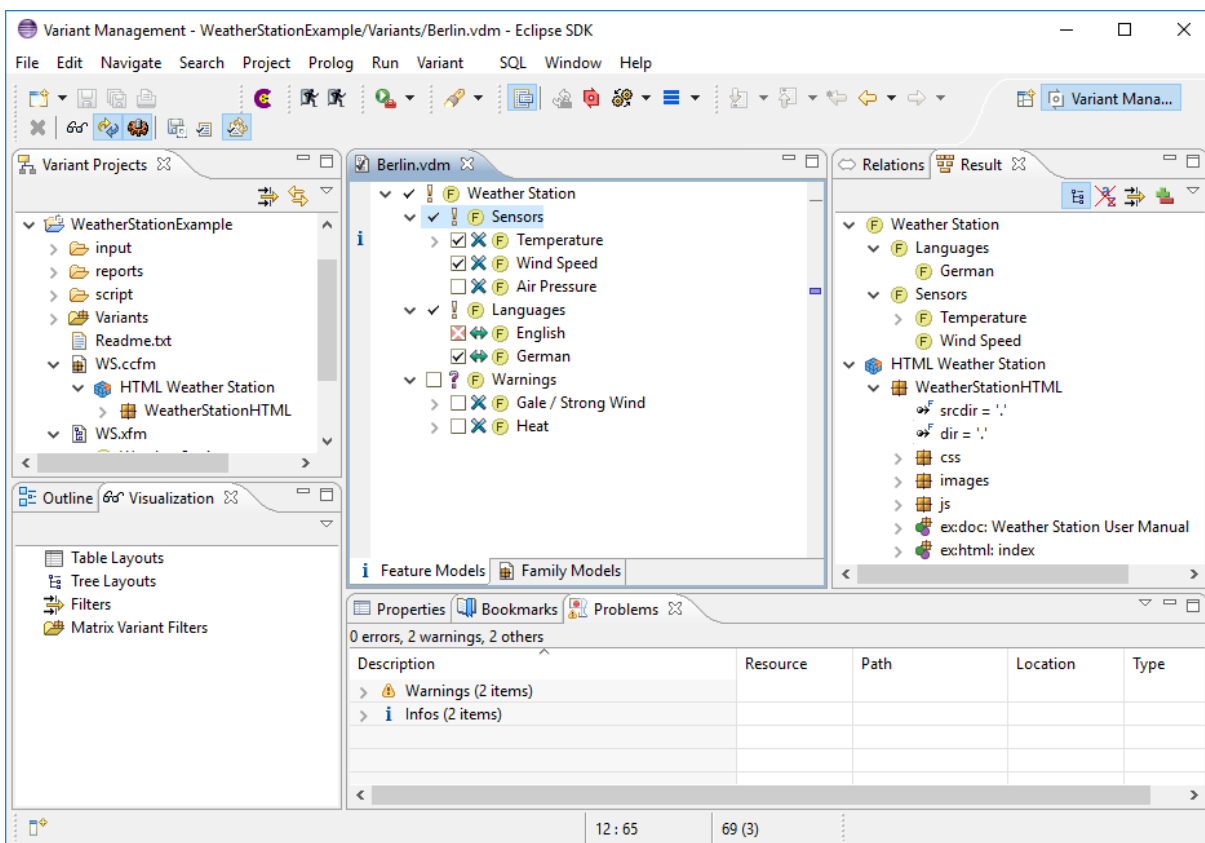 Variant Management - WeatherStationExample/Variants/Berlin.vdm - Eclipse SDK
File Edit Navigate Search Project Prolog Run Variant SQL Window Help
Variant Mana...
Variant Projects
WeatherStationExample
input
reports
script
Variants
Readme.txt
WS.ccfm
HTML Weather Station
WeatherStationHTML
WS.xfm
Outline Visualization
Table Layouts
Tree Layouts
Filters
Matrix Variant Filters
Berlin.vdm
Weather Station
Sensors
Temperature
Wind Speed
Air Pressure
Languages
English
German
Warnings
Gale / Strong Wind
Heat
Feature Models Family Models
Relations Result
Weather Station
Languages
German
Sensors
Temperature
Wind Speed
HTML Weather Station
WeatherStationHTML
srcdir = '.'
dir = '.'
css
images
js
ex:doc: Weather Station User Manual
ex:html: index
Properties Bookmarks Problems
0 errors, 2 warnings, 2 others
Description Resource Path Location Type
Warnings (2 items)
Infos (2 items)
12 : 65 69 (3)